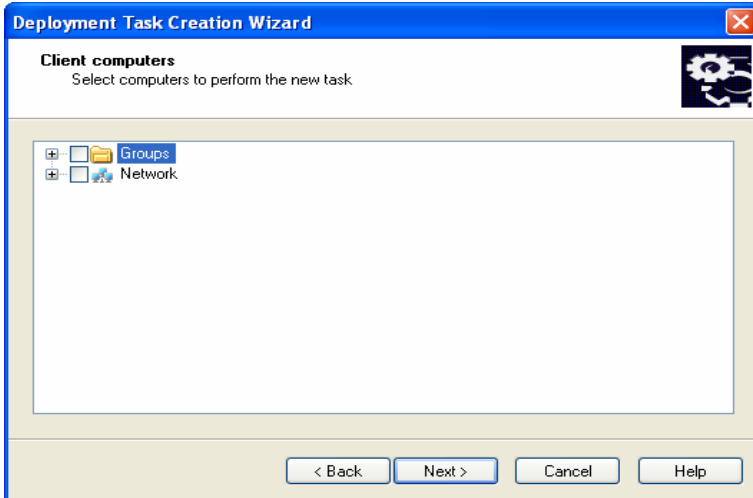 Deployment Task Creation Wizard
Client computers
Select computers to perform the new task
Groups
Network
< Back Next > Cancel Help